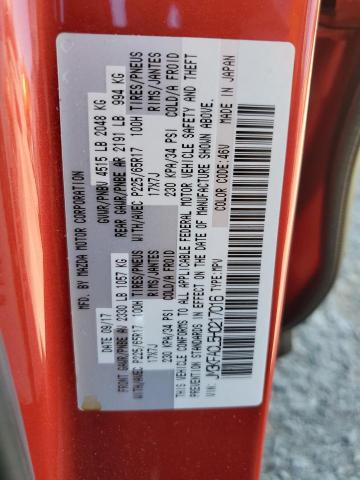 MFD. BY MAZDA MOTOR CORPORATION
GVWR/PNBV 4515 LB 2048 KG
DATE 09/17
FRONT GAWR/PNBE AV 2330 LB 1057 KG REAR GAWR/PNBE AR 2191 LB 994 KG
WITH/AVEC P225/65R17 100H TIRES/PNEUS WITH/AVEC P225/65R17 100H TIRES/PNEUS
17X7J RIMS/JANTES 17X7J RIMS/JANTES
230 KPA/34 PSI COLD/A FROID 230 KPA/34 PSI COLD/A FROID
THIS VEHICLE CONFORMS TO ALL APPLICABLE FEDERAL MOTOR VEHICLE SAFETY AND THEFT
PREVENTION STANDARDS IN EFFECT ON THE DATE OF MANUFACTURE SHOWN ABOVE.
MADE IN JAPAN
COLOR CODE: 46V
TYPE: MPV
VIN: